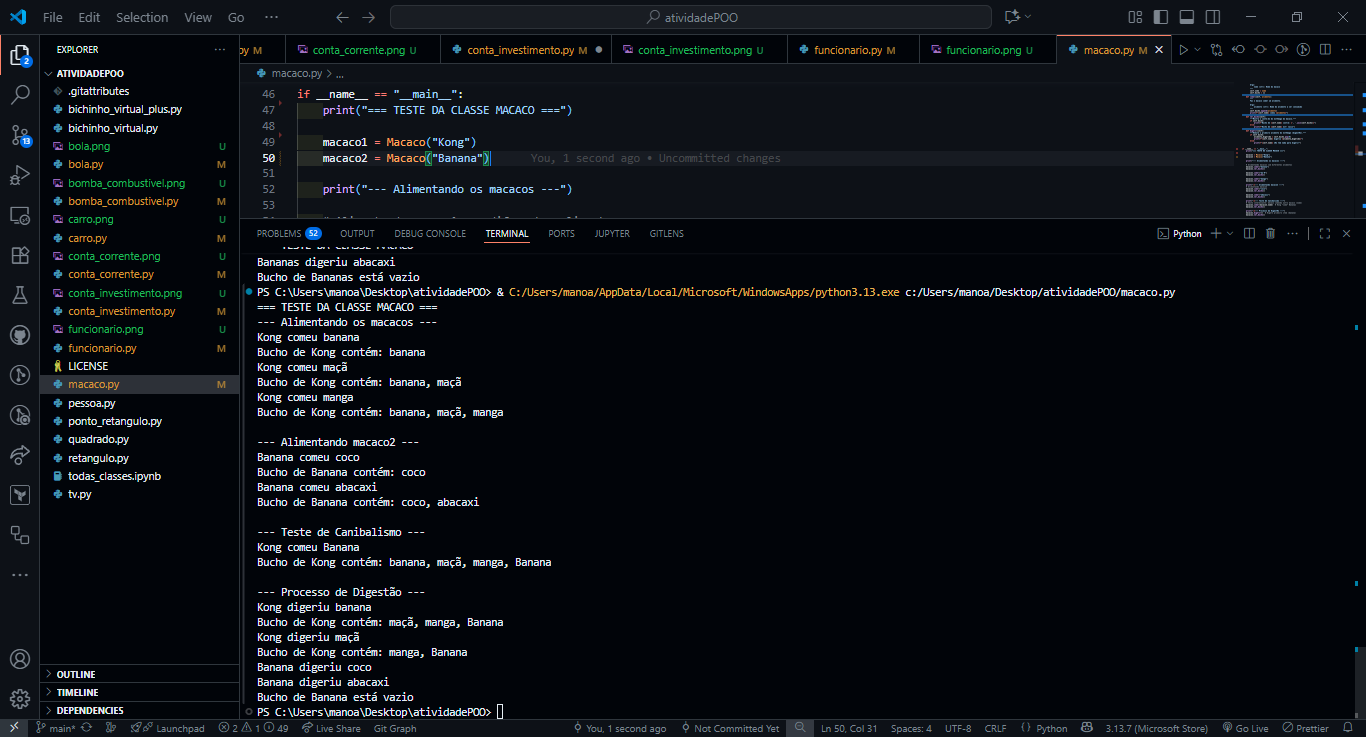 File Edit Selection View Go ··· atividadePOO
EXPLORER ···
ATIVIDADEPOO
.gitattributes
bichinho_virtual_plus.py
bichinho_virtual.py
bola.png U
bola.py M
bomba_combustivel.png U
bomba_combustivel.py M
carro.png U
carro.py M
conta_corrente.png U
conta_corrente.py M
conta_investimento.png U
conta_investimento.py M
funcionario.png U
funcionario.py M
LICENSE
macaco.py M
pessoa.py
ponto_retangulo.py
quadrado.py
retangulo.py
todas_classes.ipynb
tv.py
OUTLINE
TIMELINE
DEPENDENCIES
2
13
.py M conta_corrente.png U conta_investimento.py M conta_investimento.png U funcionario.py M funcionario.png U macaco.py M
macaco.py > ...
46 if __name__ == "__main__":
47 print("=== TESTE DA CLASSE MACACO ===")
48
49 macaco1 = Macaco("Kong")
50 macaco2 = Macaco("Banana") You, 1 second ago • Uncommitted changes
51
52 print("--- Alimentando os macacos ---")
53
PROBLEMS 52 OUTPUT DEBUG CONSOLE TERMINAL PORTS JUPYTER GITLENS Python
TESTE DA CLASSE MACACO
Bananas digeriu abacaxi
Bucho de Bananas está vazio
PS C:\Users\manoa\Desktop\atividadePOO> & C:/Users/manoa/AppData/Local/Microsoft/WindowsApps/python3.13.exe c:/Users/manoa/Desktop/atividadePOO/macaco.py
=== TESTE DA CLASSE MACACO ===
--- Alimentando os macacos ---
Kong comeu banana
Bucho de Kong contém: banana
Kong comeu maçã
Bucho de Kong contém: banana, maçã
Kong comeu manga
Bucho de Kong contém: banana, maçã, manga
--- Alimentando macaco2 ---
Banana comeu coco
Bucho de Banana contém: coco
Banana comeu abacaxi
Bucho de Banana contém: coco, abacaxi
--- Teste de Canibalismo ---
Kong comeu Banana
Bucho de Kong contém: banana, maçã, manga, Banana
--- Processo de Digestão ---
Kong digeriu banana
Bucho de Kong contém: maçã, manga, Banana
Kong digeriu maçã
Bucho de Kong contém: manga, Banana
Banana digeriu coco
Banana digeriu abacaxi
Bucho de Banana está vazio
PS C:\Users\manoa\Desktop\atividadePOO>
main* Launchpad 2 1 49 Live Share Git Graph You, 1 second ago Not Committed Yet Ln 50, Col 31 Spaces: 4 UTF-8 CRLF Python 3.13.7 (Microsoft Store) Go Live Prettier